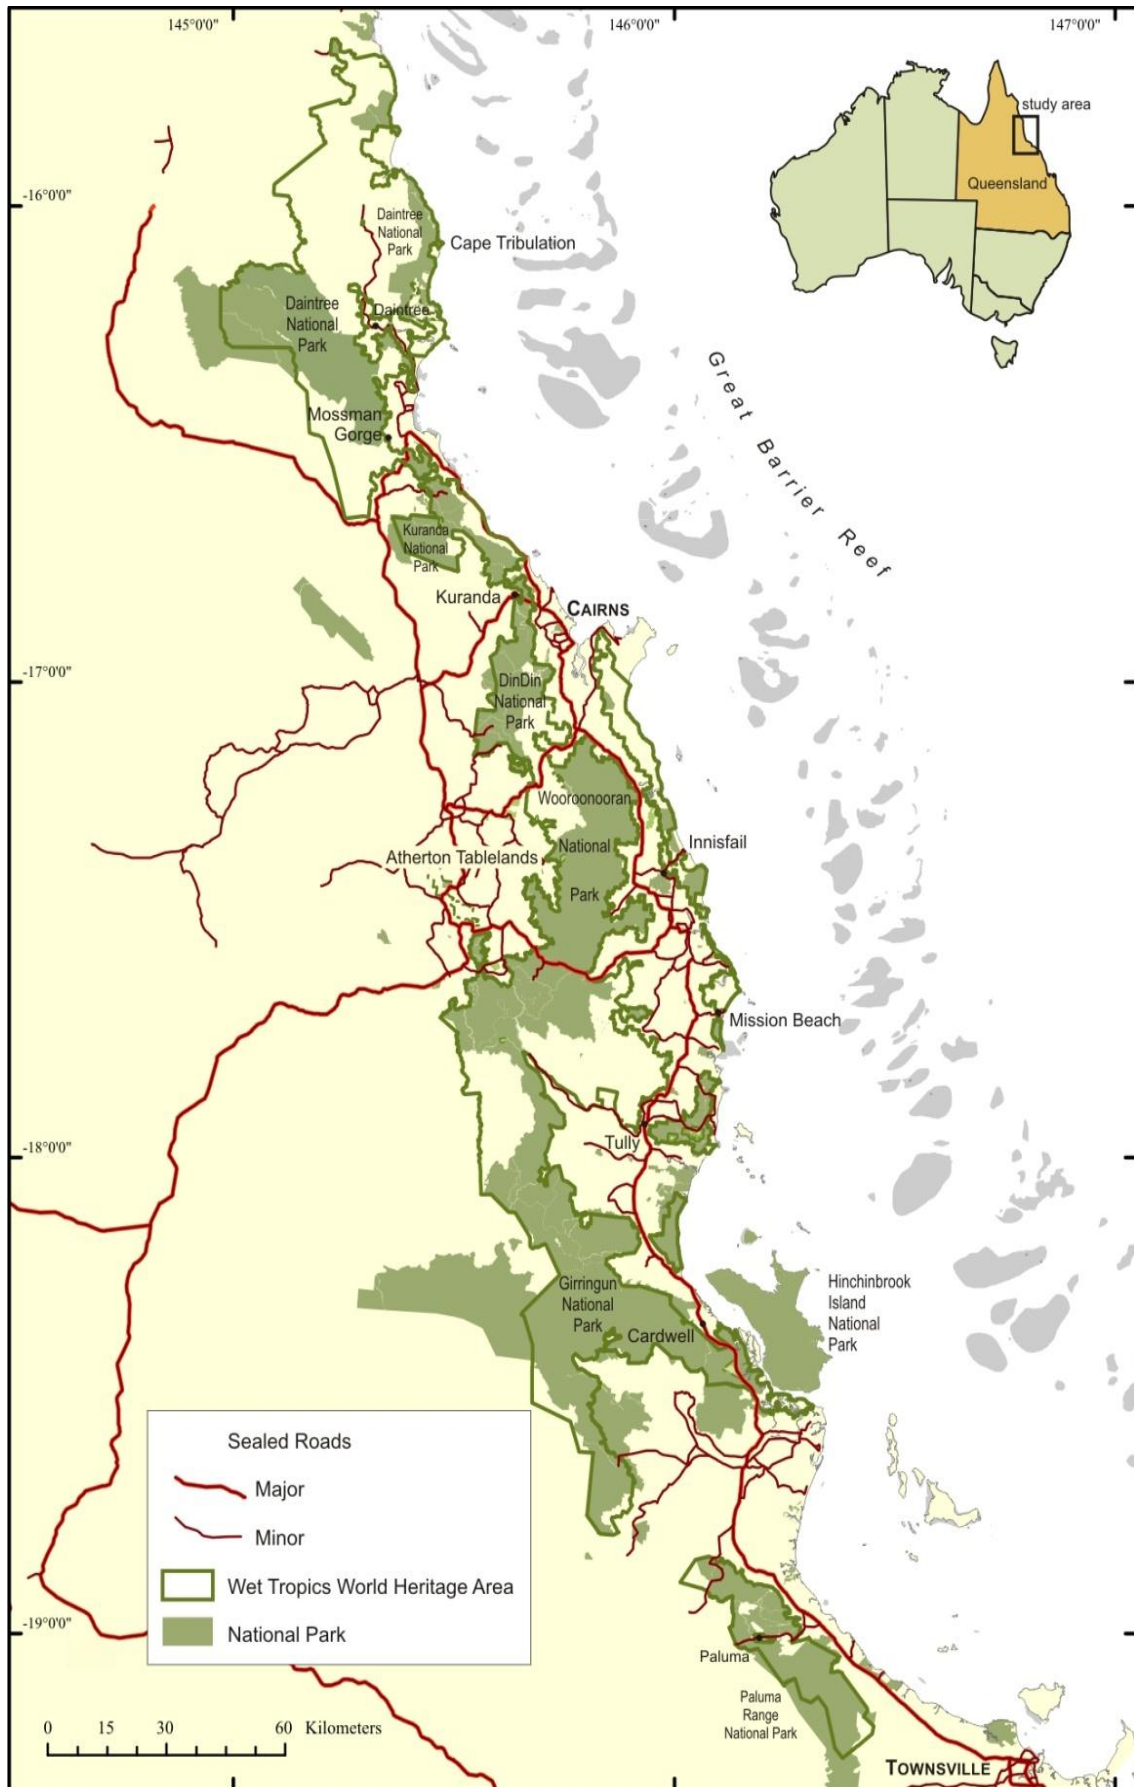 145°0'0"
146°0'0"
147°0'0"
study area
Queensland
-16°0'0"
Daintree
National
Park
Cape Tribulation
Daintree
National
Park
Daintree
Mossman
Gorge
Great Barrier Reef
Kuranda
National
Park
Kuranda
CAIRNS
-17°0'0"
DinDin
National
Park
Wooroonooran
National
Park
Innisfail
Atherton Tablelands
Mission Beach
-18°0'0"
Tully
Girringun
National
Park
Hinchinbrook
Island
National
Park
Cardwell
Sealed Roads
Major
Minor
Wet Tropics World Heritage Area
National Park
-19°0'0"
Paluma
Paluma
Range
National Park
0 15 30 60 Kilometers
TOWNSVILLE